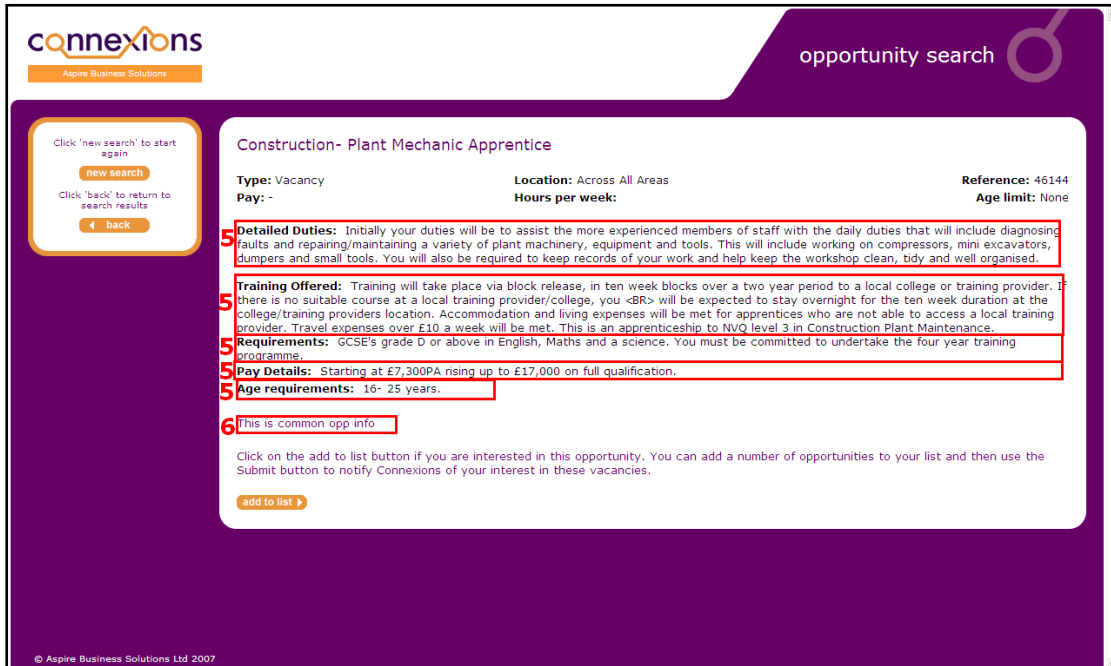 connexions
Aspire Business Solutions
opportunity search
Click 'new search' to start
again
new search
Click 'back' to return to
search results
back
Construction- Plant Mechanic Apprentice
Type: Vacancy Location: Across All Areas Reference: 46144
Pay: - Hours per week: Age limit: None
5 Detailed Duties: Initially your duties will be to assist the more experienced members of staff with the daily duties that will include diagnosing
faults and repairing/maintaining a variety of plant machinery, equipment and tools. This will include working on compressors, mini excavators,
dumpers and small tools. You will also be required to keep records of your work and help keep the workshop clean, tidy and well organised.
5 Training Offered: Training will take place via block release, in ten week blocks over a two year period to a local college or training provider. If
there is no suitable course at a local training provider/college, you <BR> will be expected to stay overnight for the ten week duration at the
college/training providers location. Accommodation and living expenses will be met for apprentices who are not able to access a local training
provider. Travel expenses over £10 a week will be met. This is an apprenticeship to NVQ level 3 in Construction Plant Maintenance.
5 Requirements: GCSE's grade D or above in English, Maths and a science. You must be committed to undertake the four year training
programme.
5 Pay Details: Starting at £7,300PA rising up to £17,000 on full qualification.
5 Age requirements: 16- 25 years.
6 This is common opp info
Click on the add to list button if you are interested in this opportunity. You can add a number of opportunities to your list and then use the
Submit button to notify Connexions of your interest in these vacancies.
add to list
© Aspire Business Solutions Ltd 2007